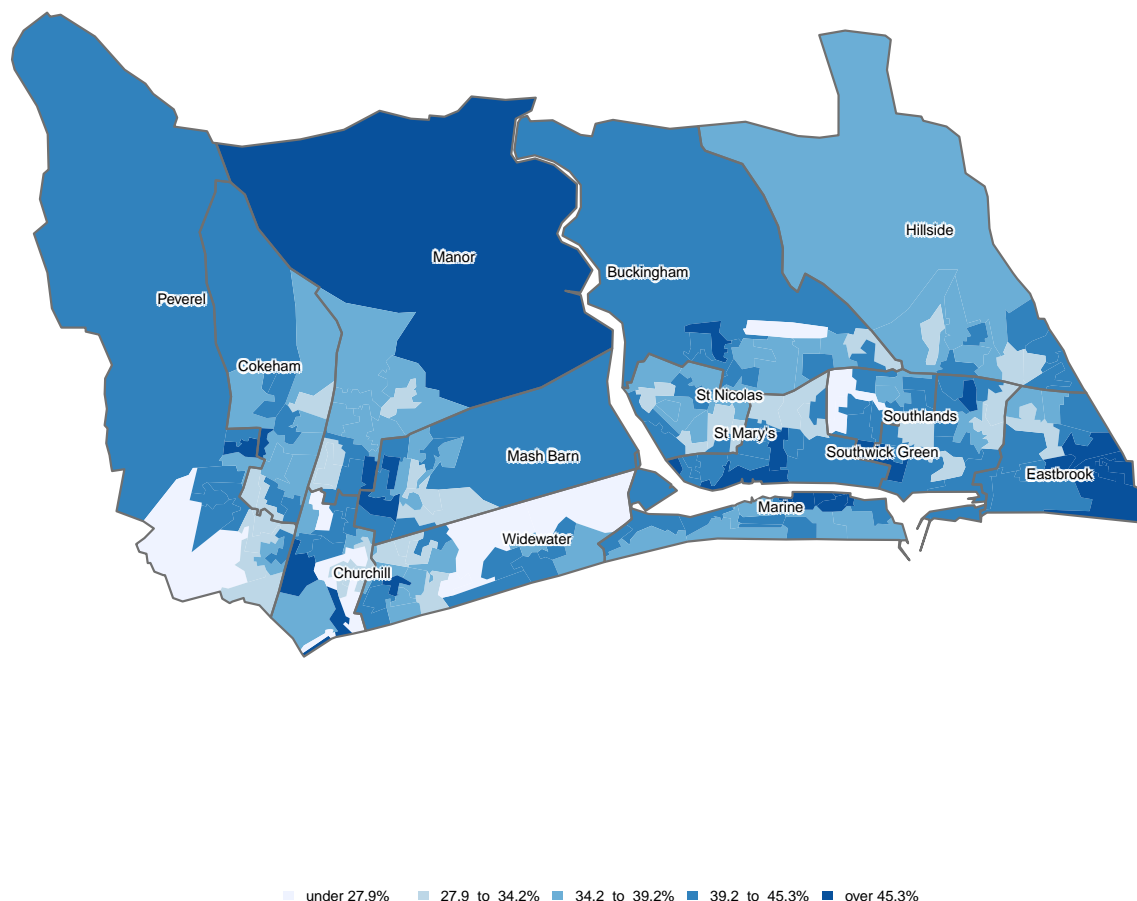 Hillside
Manor
Buckingham
Peverel
Cokeham
St Nicolas
Southlands
St Mary's
Southwick Green
Mash Barn
Eastbrook
Marine
Widewater
Churchill
under 27.9% 27.9 to 34.2% 34.2 to 39.2% 39.2 to 45.3% over 45.3%